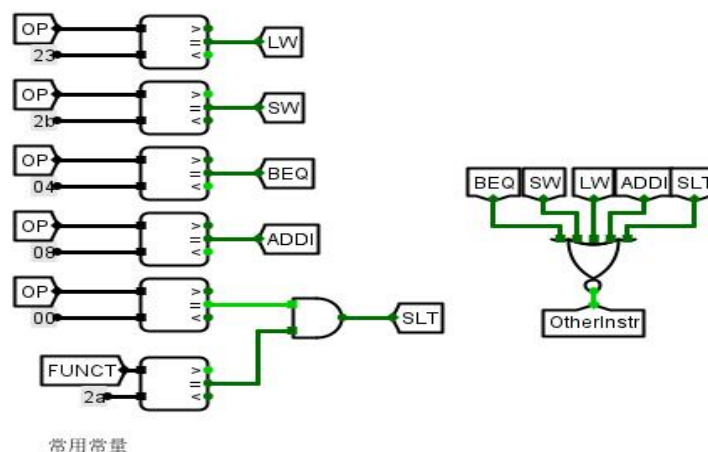 OP
23
> = <
LW
OP
2b
> = <
SW
OP
04
> = <
BEQ
OP
08
> = <
ADDI
OP
00
> = <
FUNCT
2a
> = <
SLT
BEQ SW LW ADDI SLT
OtherInstr
常用常量